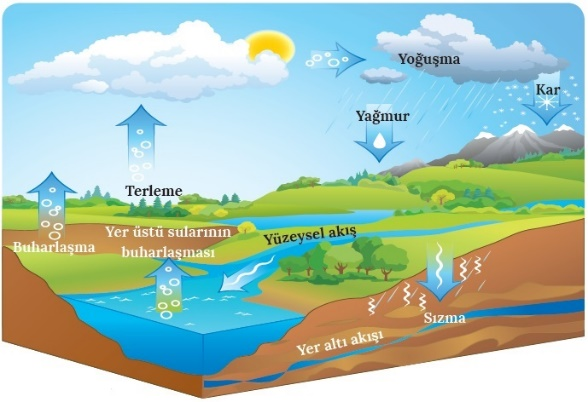 Yoğuşma
Kar
Yağmur
Terleme
Buharlaşma
Yer üstü sularının
buharlaşması
Yüzeysel akış
Sızma
Yer altı akışı